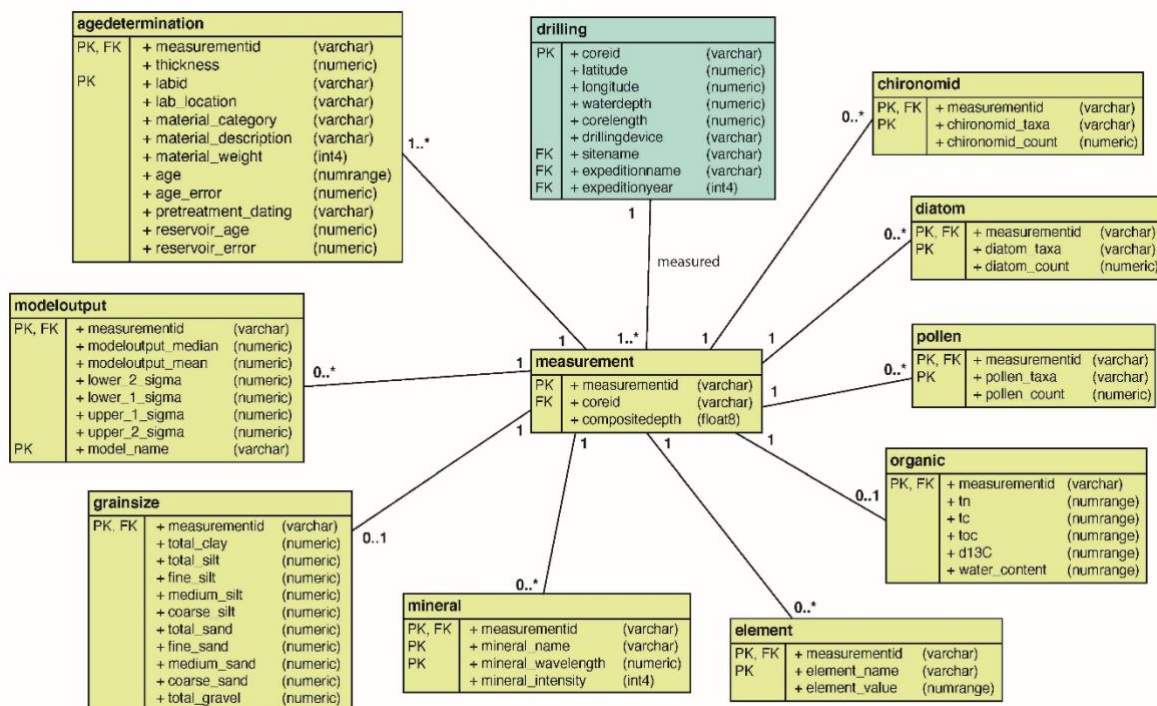 agedetermination
PK, FK + measurementid (varchar)
+ thickness (numeric)
PK + labid (varchar)
+ lab_location (varchar)
+ material_category (varchar)
+ material_description (varchar)
+ material_weight (int4)
+ age (numrange)
+ age_error (numeric)
+ pretreatment_dating (varchar)
+ reservoir_age (numeric)
+ reservoir_error (numeric)
1..*
1
drilling
PK + coreid (varchar)
+ latitude (numeric)
+ longitude (numeric)
+ waterdepth (numeric)
+ corelength (numeric)
+ drillingdevice (varchar)
FK + sitename (varchar)
FK + expeditionname (varchar)
FK + expeditionyear (int4)
1
measured
1..*
chironomid
PK, FK + measurementid (varchar)
PK + chironomid_taxa (varchar)
+ chironomid_count (numeric)
0..*
1
diatom
PK, FK + measurementid (varchar)
PK + diatom_taxa (varchar)
+ diatom_count (numeric)
0..*
1
modeloutput
PK, FK + measurementid (varchar)
+ modeloutput_median (numeric)
+ modeloutput_mean (numeric)
+ lower_2_sigma (numeric)
+ lower_1_sigma (numeric)
+ upper_1_sigma (numeric)
+ upper_2_sigma (numeric)
PK + model_name (varchar)
0..*
1
measurement
PK + measurementid (varchar)
FK + coreid (varchar)
+ compositedepth (float8)
pollen
PK, FK + measurementid (varchar)
PK + pollen_taxa (varchar)
+ pollen_count (numeric)
0..*
1
organic
PK, FK + measurementid (varchar)
+ tn (numrange)
+ tc (numrange)
+ toc (numrange)
+ d13C (numrange)
+ water_content (numrange)
0..1
1
grainsize
PK, FK + measurementid (varchar)
+ total_clay (numeric)
+ total_silt (numeric)
+ fine_silt (numeric)
+ medium_silt (numeric)
+ coarse_silt (numeric)
+ total_sand (numeric)
+ fine_sand (numeric)
+ medium_sand (numeric)
+ coarse_sand (numeric)
+ total_gravel (numeric)
0..1
1
mineral
PK, FK + measurementid (varchar)
PK + mineral_name (varchar)
PK + mineral_wavelength (numeric)
+ mineral_intensity (int4)
0..*
1
element
PK, FK + measurementid (varchar)
PK + element_name (varchar)
+ element_value (numrange)
0..*
1